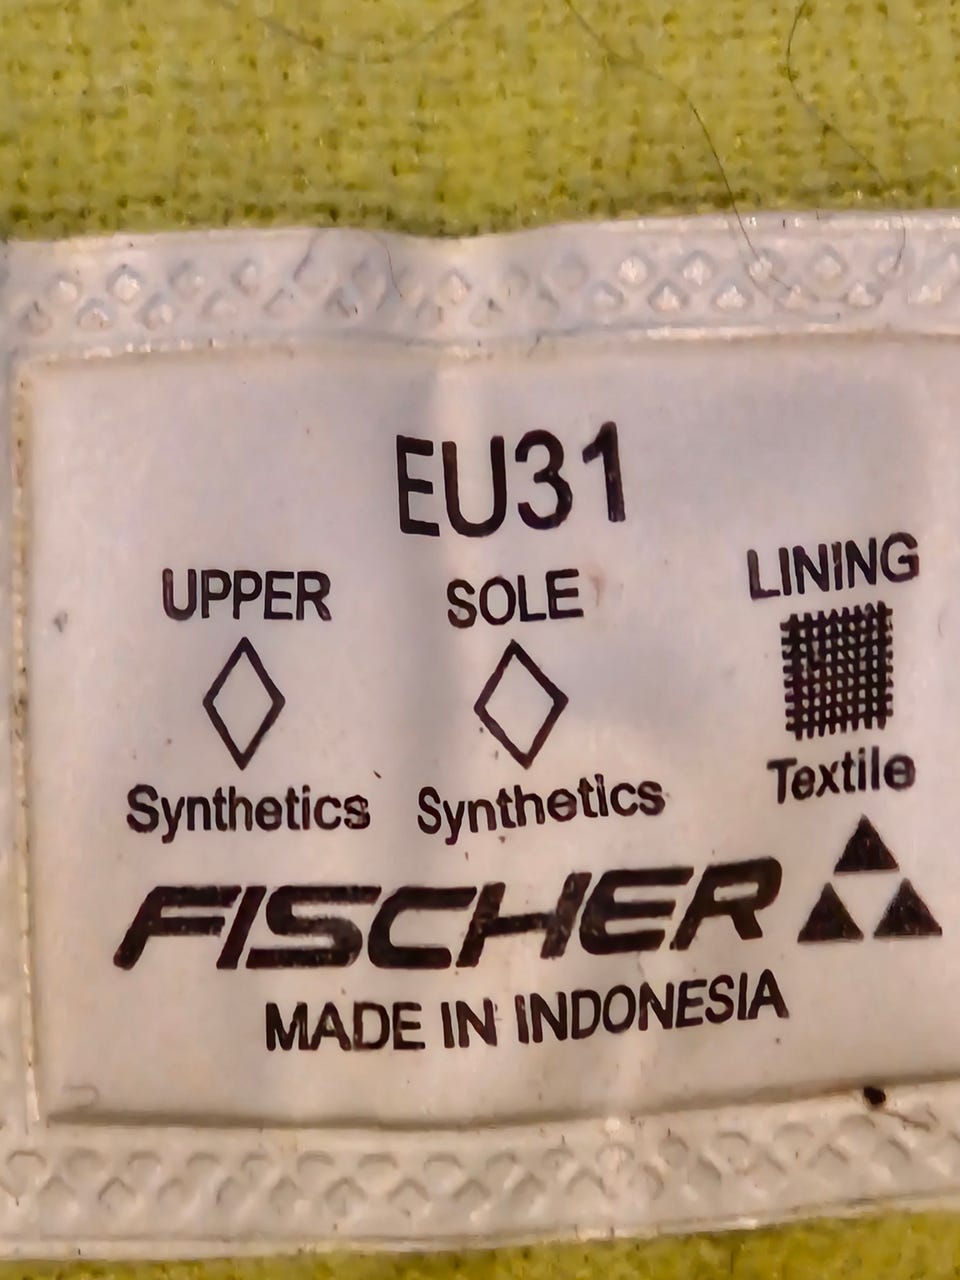 EU31
UPPER SOLE LINING
Synthetics Synthetics Textile
FISCHER
MADE IN INDONESIA